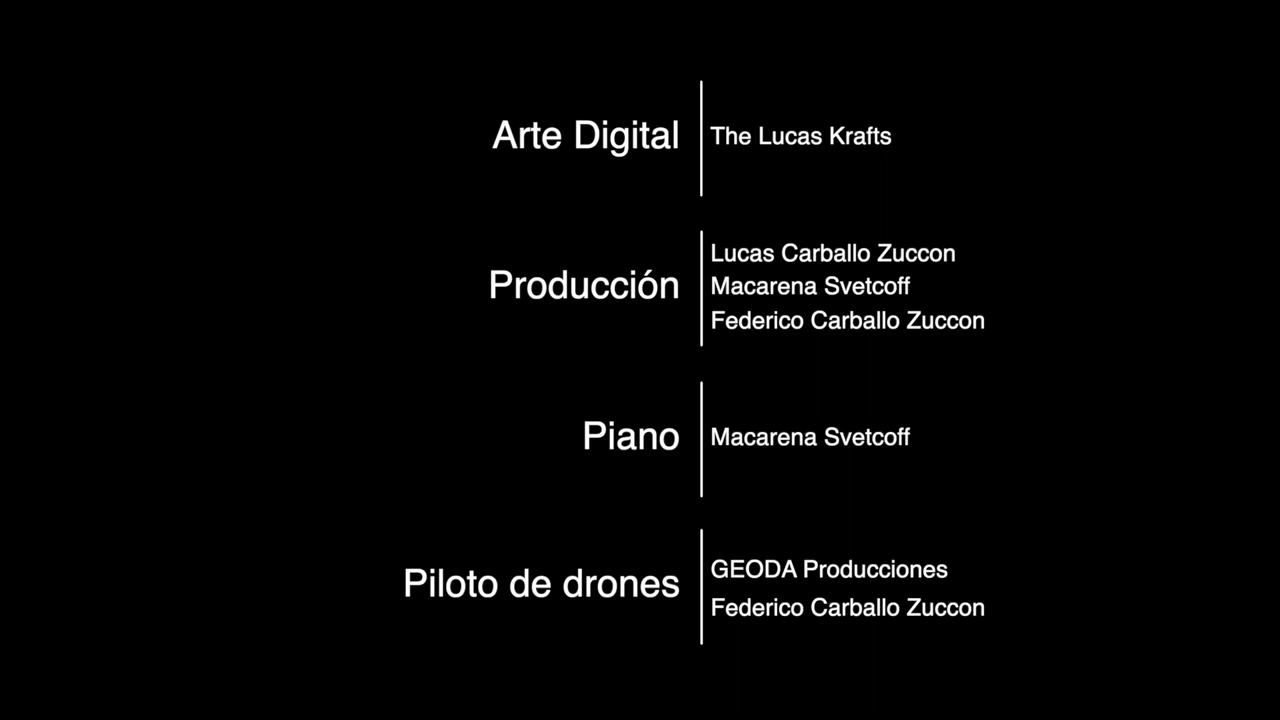 Arte Digital
The Lucas Krafts
Producción
Lucas Carballo Zuccon
Macarena Svetcoff
Federico Carballo Zuccon
Piano
Macarena Svetcoff
Piloto de drones
GEODA Producciones
Federico Carballo Zuccon